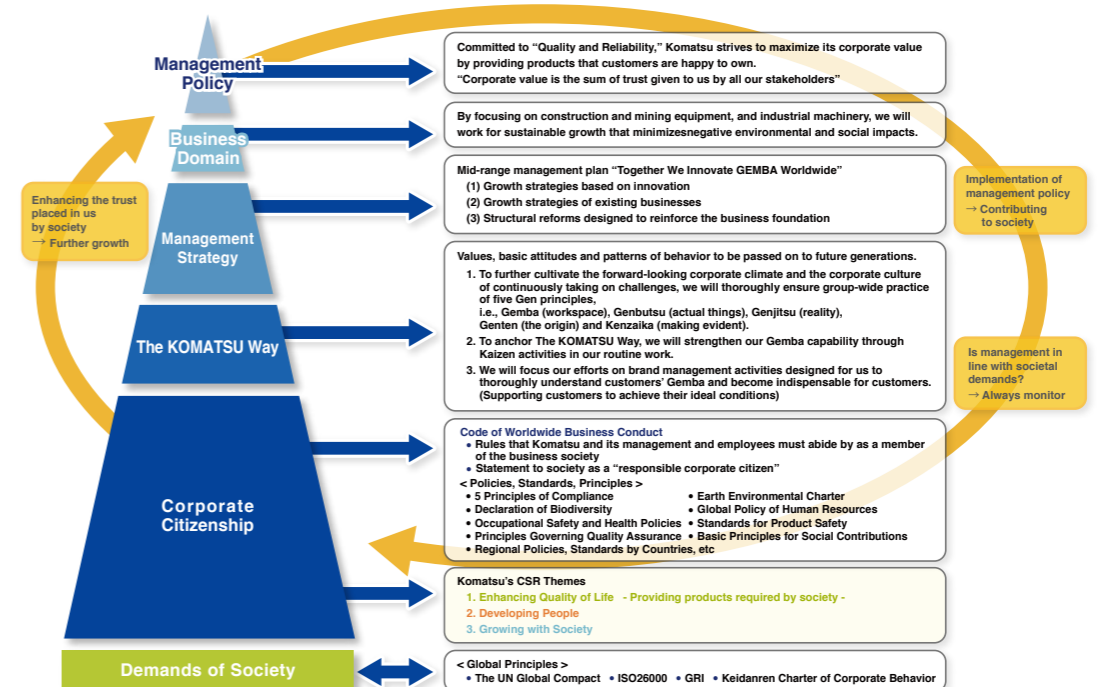 Management
Policy
Committed to “Quality and Reliability,” Komatsu strives to maximize its corporate value
by providing products that customers are happy to own.
“Corporate value is the sum of trust given to us by all our stakeholders”
Business
Domain
By focusing on construction and mining equipment, and industrial machinery, we will
work for sustainable growth that minimizesnegative environmental and social impacts.
Management
Strategy
Mid-range management plan “Together We Innovate GEMBA Worldwide”
(1) Growth strategies based on innovation
(2) Growth strategies of existing businesses
(3) Structural reforms designed to reinforce the business foundation
Enhancing the trust
placed in us
by society
→ Further growth
Implementation of
management policy
→ Contributing
to society
The KOMATSU Way
Values, basic attitudes and patterns of behavior to be passed on to future generations.
1. To further cultivate the forward-looking corporate climate and the corporate culture
of continuously taking on challenges, we will thoroughly ensure group-wide practice
of five Gen principles,
i.e., Gemba (workspace), Genbutsu (actual things), Genjitsu (reality),
Genten (the origin) and Kenzaika (making evident).
2. To anchor The KOMATSU Way, we will strengthen our Gemba capability through
Kaizen activities in our routine work.
3. We will focus our efforts on brand management activities designed for us to
thoroughly understand customers’ Gemba and become indispensable for customers.
(Supporting customers to achieve their ideal conditions)
Is management in
line with societal
demands?
→ Always monitor
Corporate
Citizenship
Code of Worldwide Business Conduct
• Rules that Komatsu and its management and employees must abide by as a member
of the business society
• Statement to society as a “responsible corporate citizen”
< Policies, Standards, Principles >
• 5 Principles of Compliance • Earth Environmental Charter
• Declaration of Biodiversity • Global Policy of Human Resources
• Occupational Safety and Health Policies • Standards for Product Safety
• Principles Governing Quality Assurance • Basic Principles for Social Contributions
• Regional Policies, Standards by Countries, etc
Komatsu’s CSR Themes
1. Enhancing Quality of Life - Providing products required by society -
2. Developing People
3. Growing with Society
Demands of Society
< Global Principles >
• The UN Global Compact • ISO26000 • GRI • Keidanren Charter of Corporate Behavior